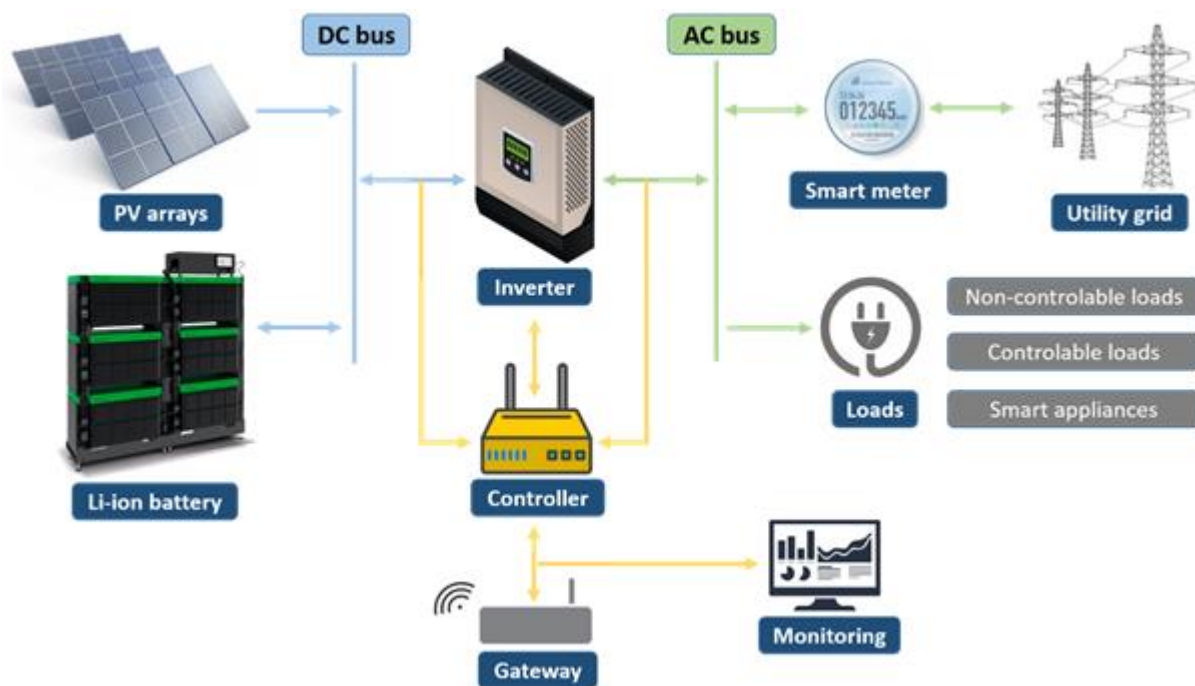 DC bus
AC bus
012345
PV arrays
Smart meter
Utility grid
Inverter
Non-controlable loads
Controlable loads
Loads
Smart appliances
Li-ion battery
Controller
Monitoring
Gateway